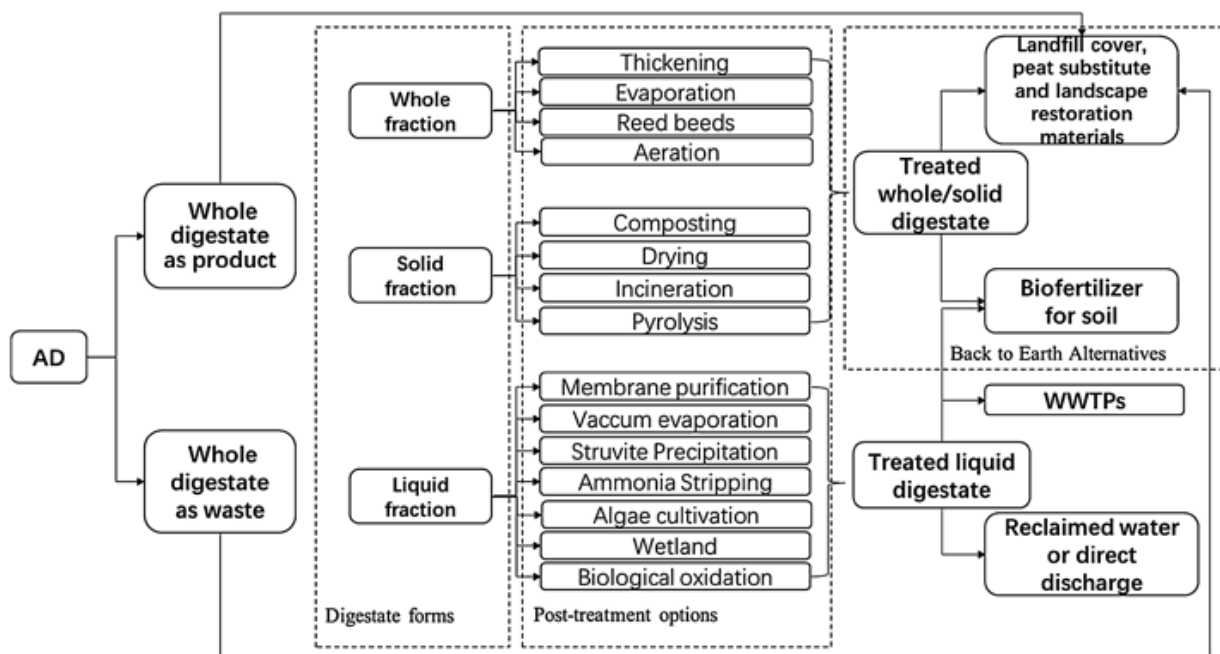 AD
Whole
digestate
as product
Whole
digestate
as waste
Whole
fraction
Solid
fraction
Liquid
fraction
Digestate forms
Thickening
Evaporation
Reed beeds
Aeration
Composting
Drying
Incineration
Pyrolysis
Membrane purification
Vaccum evaporation
Struvite Precipitation
Ammonia Stripping
Algae cultivation
Wetland
Biological oxidation
Post-treatment options
Treated
whole/solid
digestate
Treated liquid
digestate
Landfill cover,
peat substitute
and landscape
restoration
materials
Biofertilizer
for soil
Back to Earth Alternatives
WWTPs
Reclaimed water
or direct
discharge